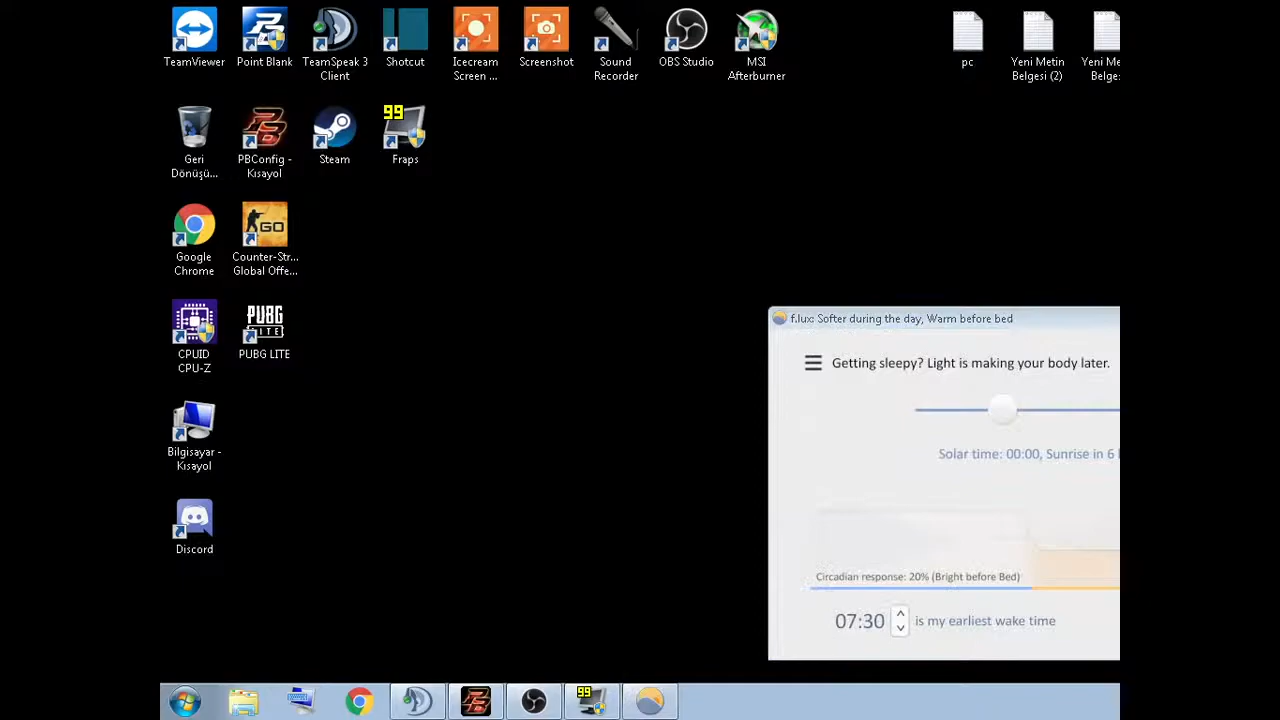 TeamViewer
Point Blank
TeamSpeak 3
Client
Shotcut
Icecream
Screen ...
Screenshot
Sound
Recorder
OBS Studio
MSI
Afterburner
pc
Yeni Metin
Belgesi (2)
Yeni Me
Belges
99
Geri
Dönüşü...
PBConfig -
Kısayol
Steam
Fraps
GO
Google
Chrome
Counter-Str...
Global Offe...
PUBG
LITE
CPUID
CPU-Z
PUBG LITE
Bilgisayar -
Kısayol
Discord
f.lux: Softer during the day, Warm before bed
Getting sleepy? Light is making your body later.
Solar time: 00:00, Sunrise in 6
Circadian response: 20% (Bright before Bed)
07:30 is my earliest wake time
99